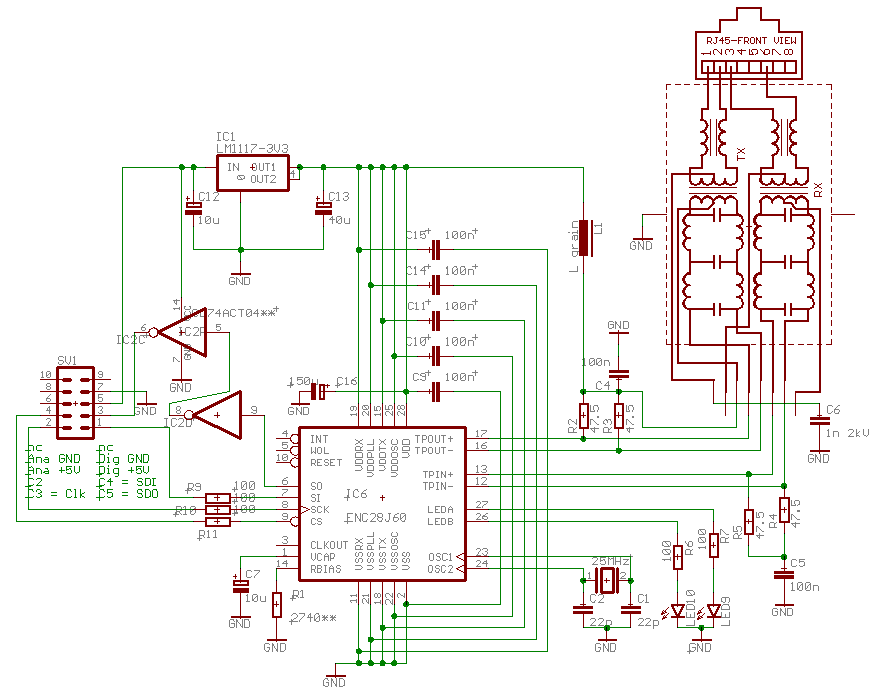 RJ45-FRONT VIEW
1 2 3 4 5 6 7 8
TX
RX
IC1
LM1117-3V3
IN OUT1
0 OUT2
4
C12
10u
C13
40u
GND
C15 100n
C14 100n
C11 100n
C10 100n
C9 100n
L grain
L1
GND
14
74ACT04**
IC2C
6
IC2P
5
7
GND
GND
GND
100n
C4
150u
C16
GND
SV1
10 9
8 7
6 5
4 3
2 1
GND
8
IC2D
9
nc
Ana GND
Ana +5V
C2
C3 = Clk
nc
Dig GND
Dig +5V
C4 = SDI
C5 = SDO
R9 100
R10 100
R11
19 20 15 25 28
VDDRX
VDDPLL
VDDTX
VDDOSC
VDD
4 INT
5 WOL
10 RESET
6 SO
7 SI
8 SCK
9 CS
3 CLKOUT
1 VCAP
14 RBIAS
IC6
ENC28J60
TPOUT+ 17
TPOUT- 16
TPIN+ 13
TPIN- 12
LEDA 27
LEDB 26
OSC1 23
OSC2 24
VSSRX
VSSPLL
VSSTX
VSSOSC
VSS
11 21 18 22 2
R2
47.5
R3
47.5
C6
1n 2kV
GND
R5
47.5
R4
47.5
C5
100n
GND
100
R6
100
R7
LED10
LED9
GND
25MHz
1 2
C2
22p
C1
22p
GND
C7
10u
GND
R1
2740**
GND
GND